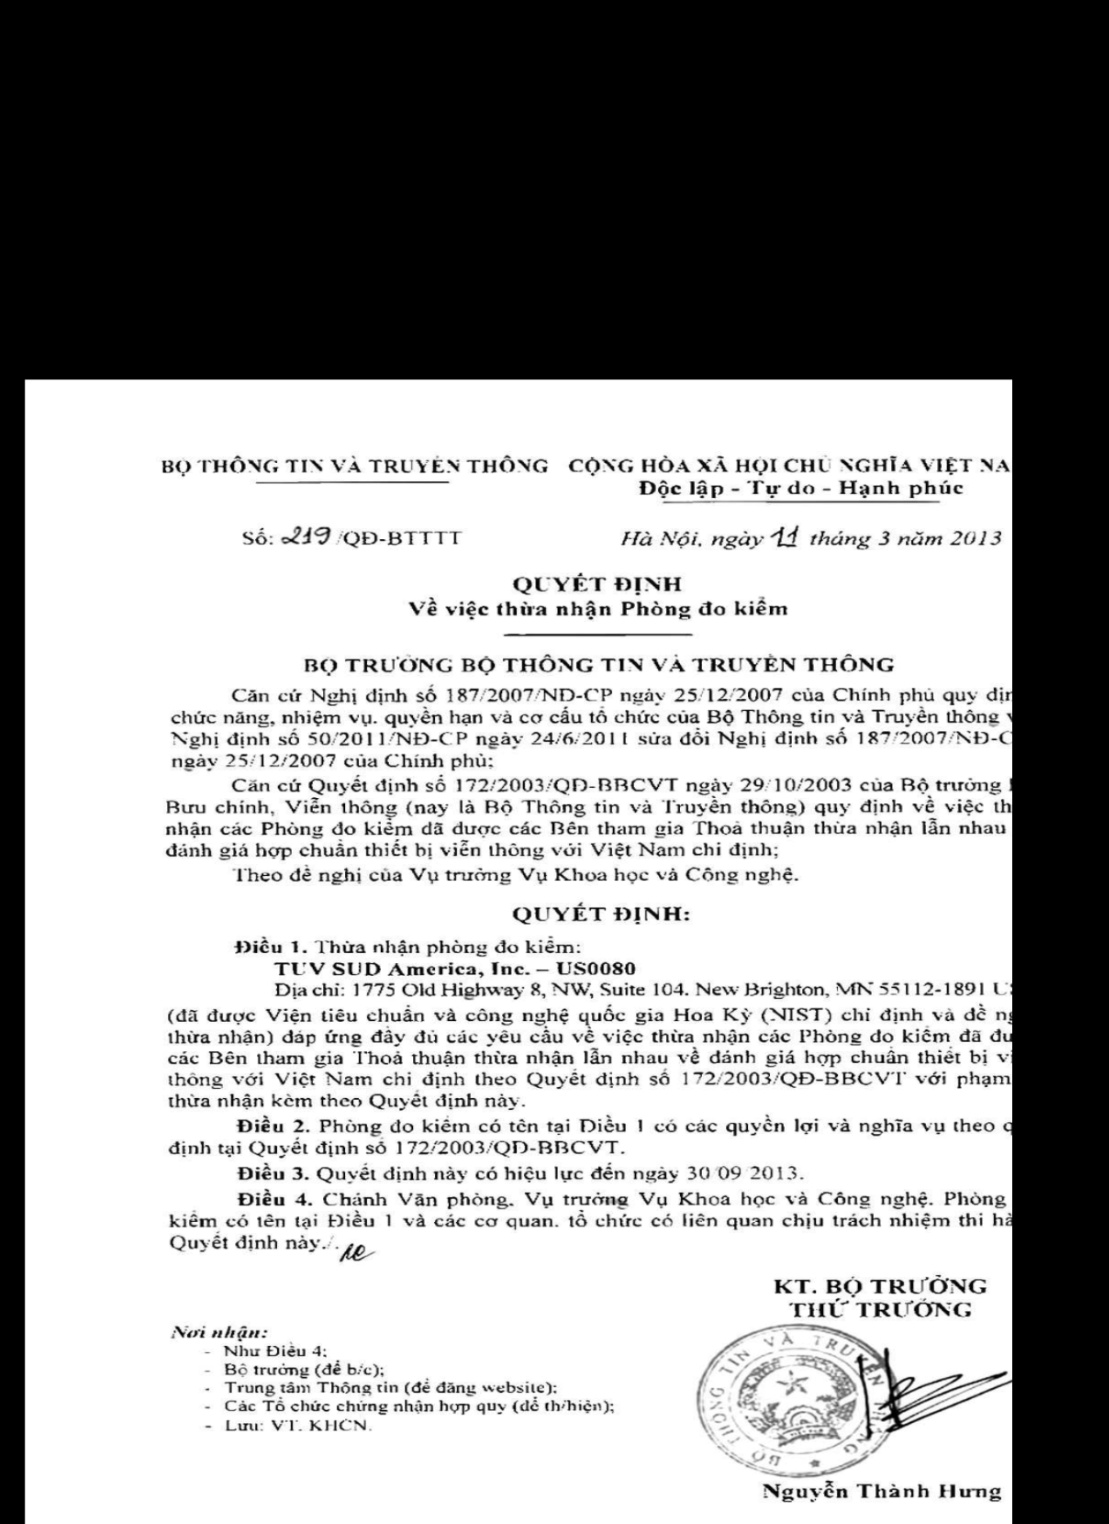 BỘ THÔNG TIN VÀ TRUYỀN THÔNG CỘNG HÒA XÃ HỘI CHỦ NGHĨA VIỆT NA
Độc lập - Tự do - Hạnh phúc
Số: 219/QĐ-BTTTT Hà Nội, ngày 11 tháng 3 năm 2013
QUYẾT ĐỊNH
Về việc thừa nhận Phòng đo kiểm
BỘ TRƯỞNG BỘ THÔNG TIN VÀ TRUYỀN THÔNG
Căn cứ Nghị định số 187/2007/NĐ-CP ngày 25/12/2007 của Chính phủ quy
chức năng, nhiệm vụ, quyền hạn và cơ cấu tổ chức của Bộ Thông tin và Truyền thông
Nghị định số 50/2011/NĐ-CP ngày 24/6/2011 sửa đổi Nghị định số 187/2007/NĐ-C
ngày 25/12/2007 của Chính phủ;
Căn cứ Quyết định số 172/2003/QĐ-BBCVT ngày 29/10/2003 của Bộ trưởng
Bưu chính, Viễn thông (nay là Bộ Thông tin và Truyền thông) quy định về việc th
nhận các Phòng đo kiểm đã được các Bên tham gia Thoả thuận thừa nhận lẫn nhau
đánh giá hợp chuẩn thiết bị viễn thông với Việt Nam chỉ định;
Theo đề nghị của Vụ trưởng Vụ Khoa học và Công nghệ.
QUYẾT ĐỊNH:
Điều 1. Thừa nhận phòng đo kiểm:
TUV SUD America, Inc. – US0080
Địa chỉ: 1775 Old Highway 8, NW, Suite 104. New Brighton, MN 55112-1891
(đã được Viện tiêu chuẩn và công nghệ quốc gia Hoa Kỳ (NIST) chỉ định và đề
thừa nhận) đáp ứng đầy đủ các yêu cầu về việc thừa nhận các Phòng đo kiểm đã đư
các Bên tham gia Thoả thuận thừa nhận lẫn nhau về đánh giá hợp chuẩn thiết bị vi
thông với Việt Nam chỉ định theo Quyết định số 172/2003/QĐ-BBCVT với phạm
thừa nhận kèm theo Quyết định này.
Điều 2. Phòng đo kiểm có tên tại Điều 1 có các quyền lợi và nghĩa vụ theo q
định tại Quyết định số 172/2003/QĐ-BBCVT.
Điều 3. Quyết định này có hiệu lực đến ngày 30/09/2013.
Điều 4. Chánh Văn phòng, Vụ trưởng Vụ Khoa học và Công nghệ, Phòng
kiểm có tên tại Điều 1 và các cơ quan, tổ chức có liên quan chịu trách nhiệm thi hà
Quyết định này./.
KT. BỘ TRƯỞNG
THỨ TRƯỞNG
Nơi nhận:
- Như Điều 4;
- Bộ trưởng (để b/c);
- Trung tâm Thông tin (để đăng website);
- Các Tổ chức chứng nhận hợp quy (để th/hiện);
- Lưu: VT, KHCN.
BỘ THÔNG TIN VÀ TRUYỀN THÔNG
Nguyễn Thành Hưng